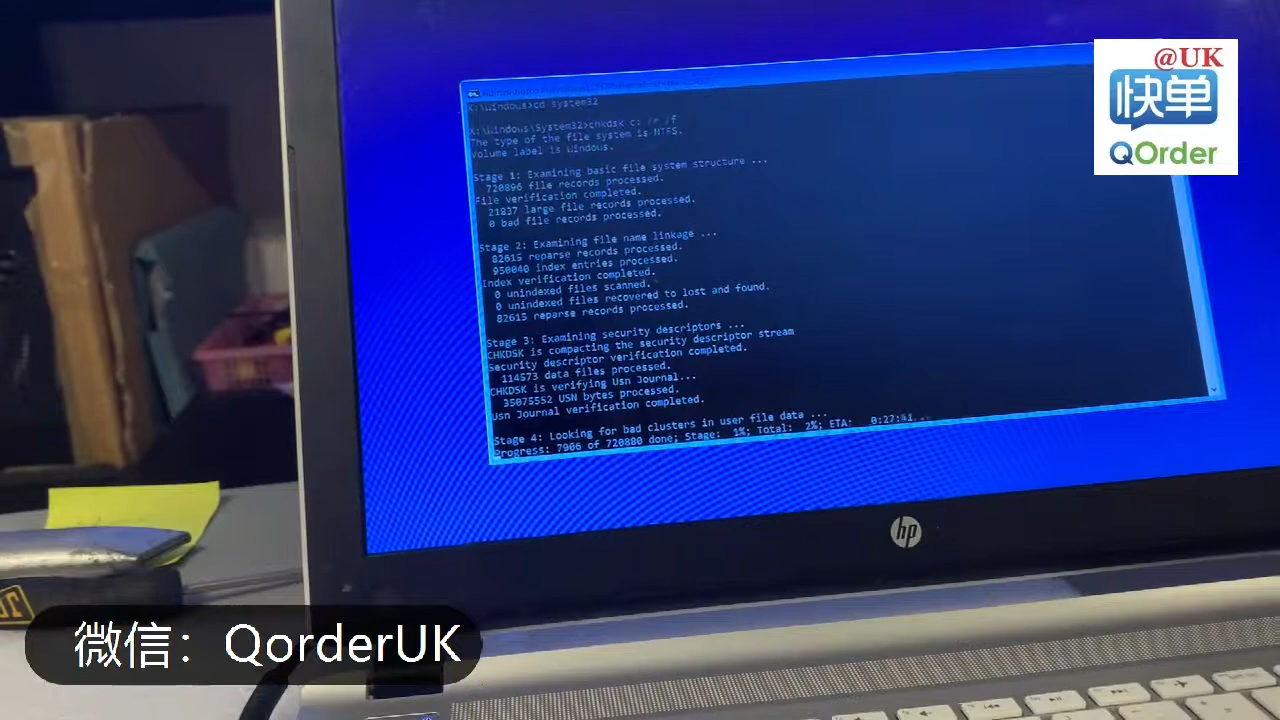 @UK
快单
QOrder
X:\Windows>cd system32
X:\Windows\System32>chkdsk c: /r /f
The type of the file system is NTFS.
Volume label is Windows.
Stage 1: Examining basic file system structure ...
720896 file records processed.
File verification completed.
21837 large file records processed.
0 bad file records processed.
Stage 2: Examining file name linkage ...
82615 reparse records processed.
950040 index entries processed.
Index verification completed.
0 unindexed files scanned.
0 unindexed files recovered to lost and found.
82615 reparse records processed.
Stage 3: Examining security descriptors ...
CHKDSK is compacting the security descriptor stream
Security descriptor verification completed.
114573 data files processed.
CHKDSK is verifying Usn Journal...
35075552 USN bytes processed.
Usn Journal verification completed.
Stage 4: Looking for bad clusters in user file data ...
Progress: 7906 of 720880 done; Stage: 1%; Total: 2%; ETA: 0:27:41 ..
hp
微信：QorderUK